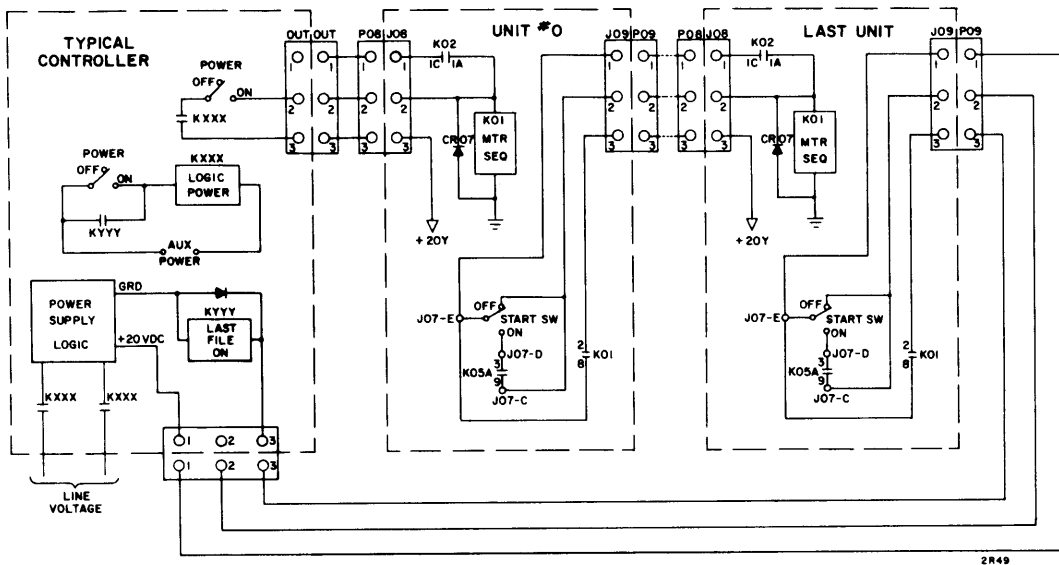 TYPICAL
CONTROLLER
POWER
OFF
ON
KXXX
POWER
OFF
ON
KXXX
LOGIC
POWER
KYYY
AUX
POWER
POWER
SUPPLY
LOGIC
GRD
+20VDC
KYYY
LAST
FILE
ON
KXXX
KXXX
LINE
VOLTAGE
1 2 3
1 2 3
OUT OUT
1 1
2 2
3 3
P08 J08
1 1
2 2
3 3
UNIT #0
K02
1C 1A
CR07
K01
MTR
SEQ
+20Y
J07-E
OFF
START SW
ON
J07-D
3
K05A
9
J07-C
2
8
K01
J09 P09
1 1
2 2
3 3
P08 J08
1 1
2 2
3 3
LAST UNIT
K02
1C 1A
CR07
K01
MTR
SEQ
+20Y
J07-E
OFF
START SW
ON
J07-D
3
K05A
9
J07-C
2
8
K01
J09 P09
1 1
2 2
3 3
2R49